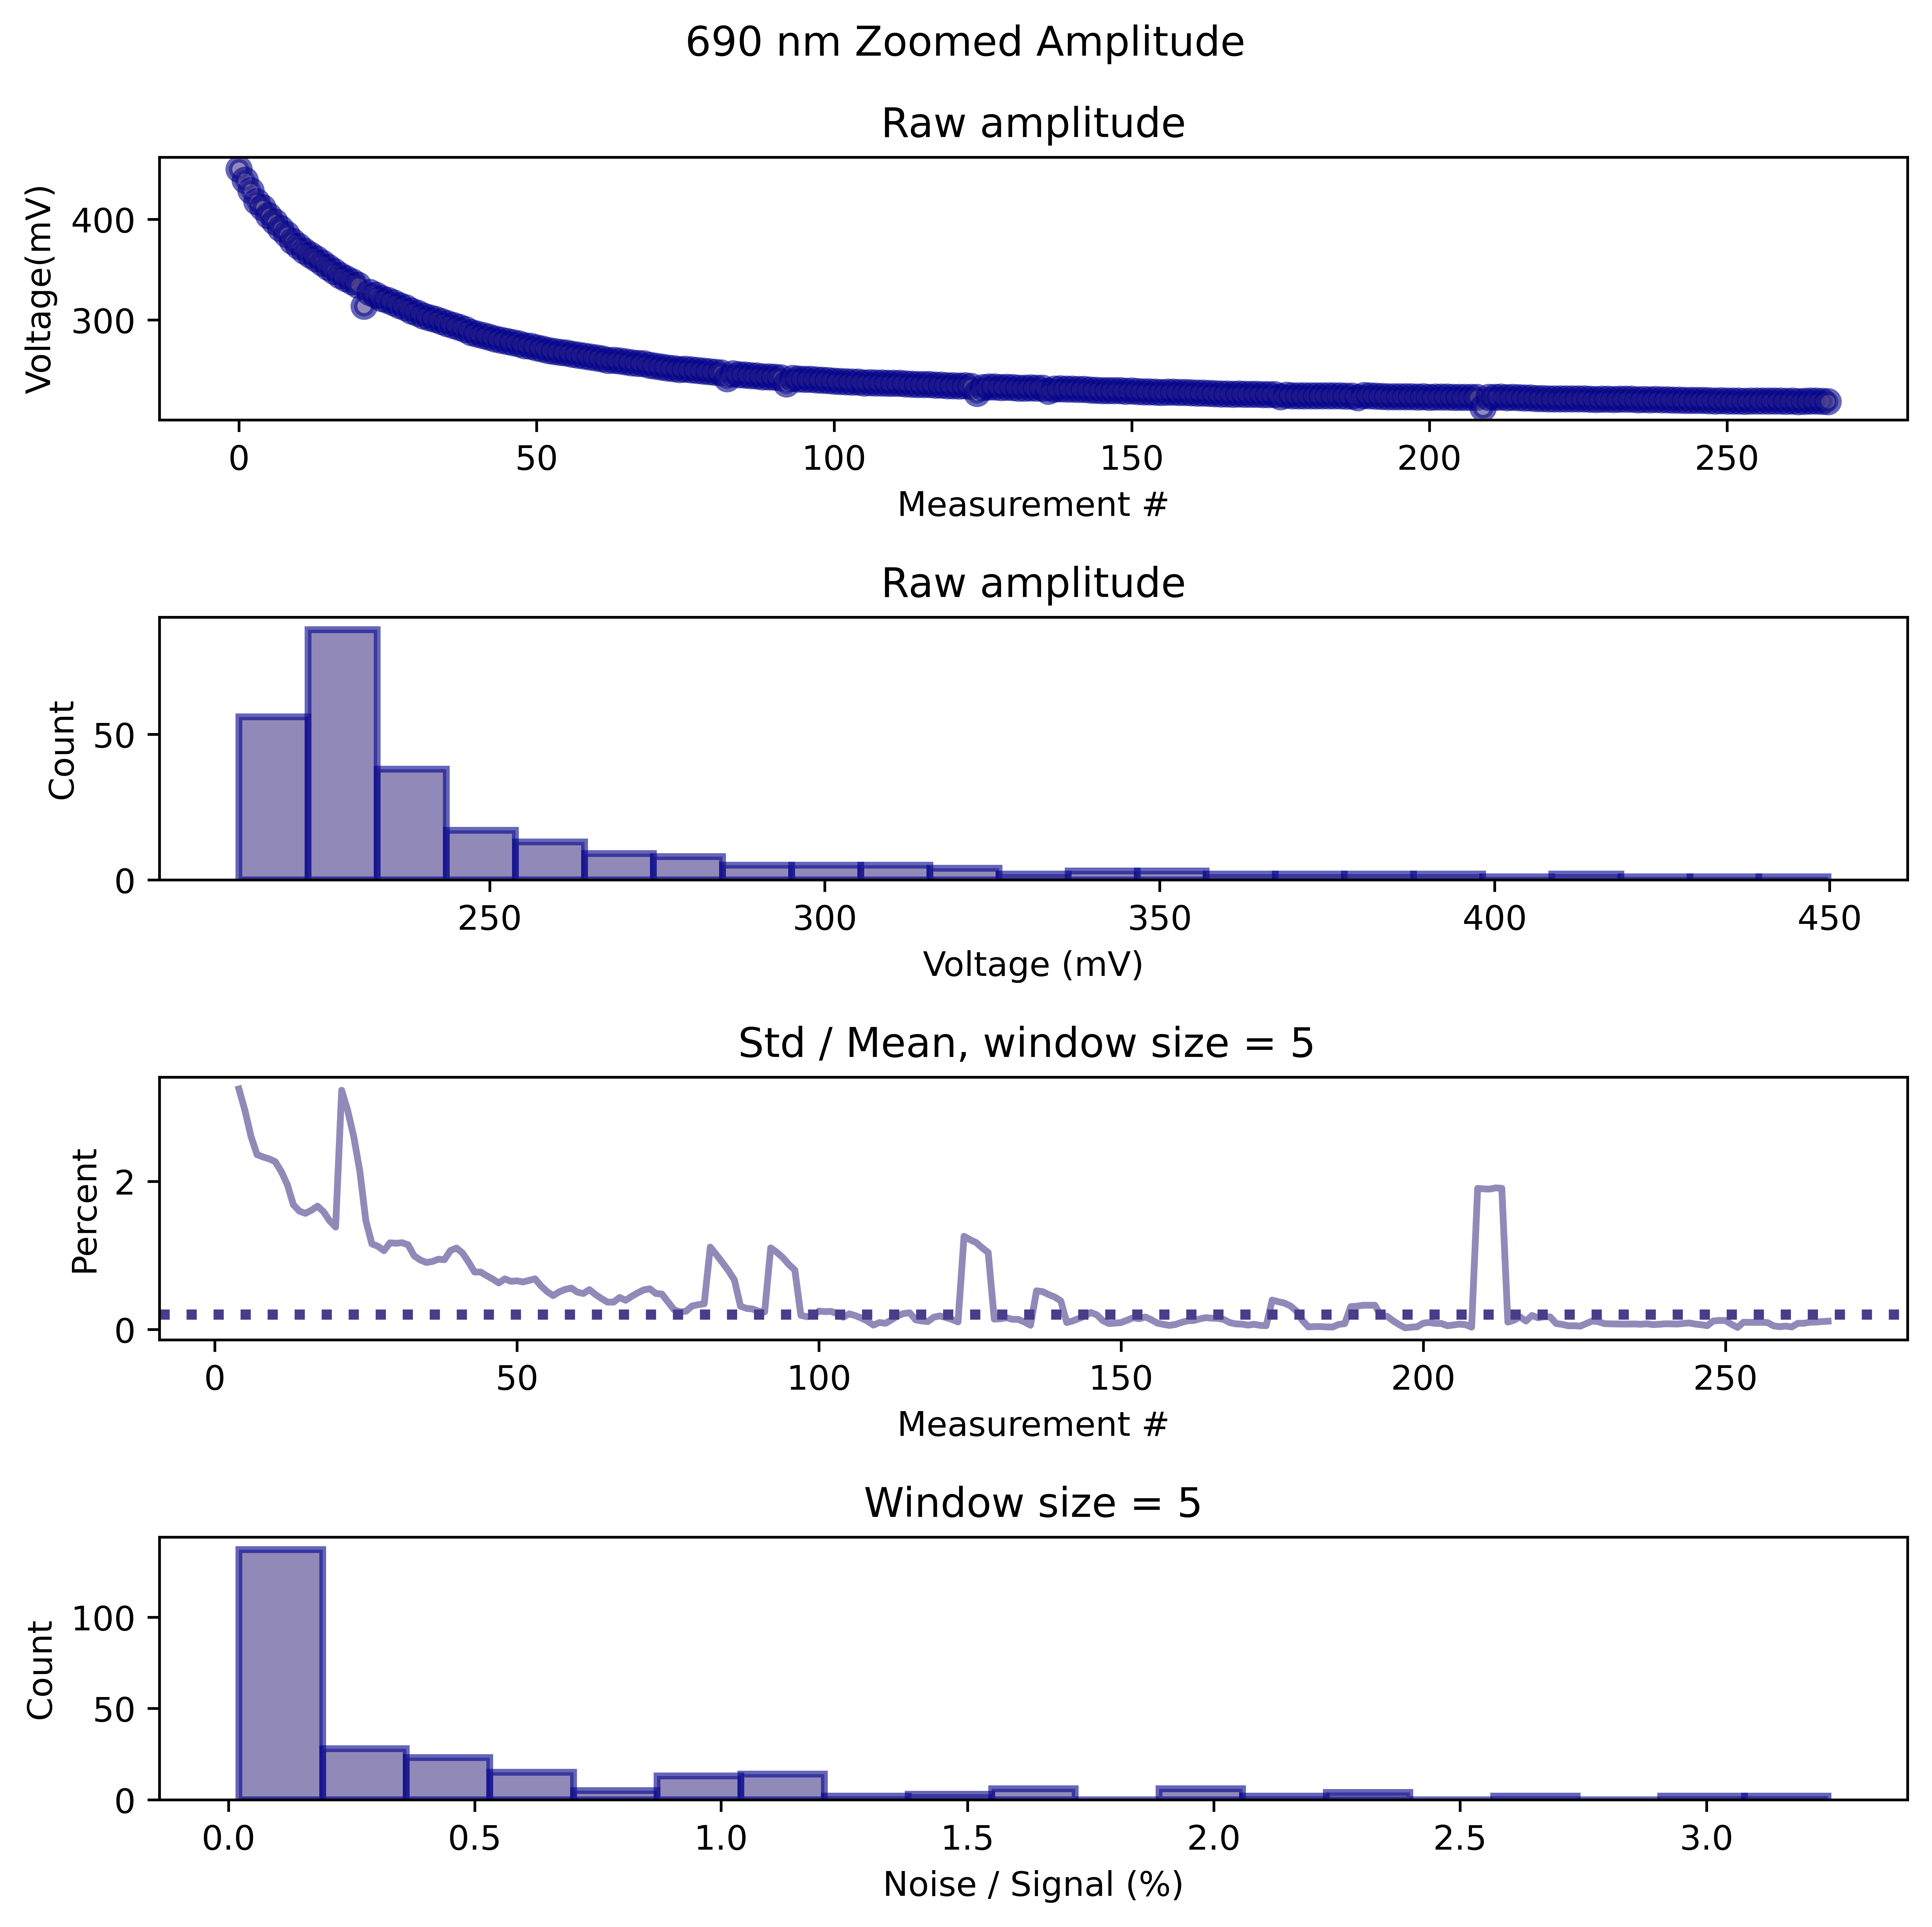 690 nm Zoomed Amplitude
Raw amplitude
Voltage(mV)
400
300
0 50 100 150 200 250
Measurement #
Raw amplitude
Count
50
0
250 300 350 400 450
Voltage (mV)
Std / Mean, window size = 5
Percent
2
0
0 50 100 150 200 250
Measurement #
Window size = 5
Count
100
50
0
0.0 0.5 1.0 1.5 2.0 2.5 3.0
Noise / Signal (%)